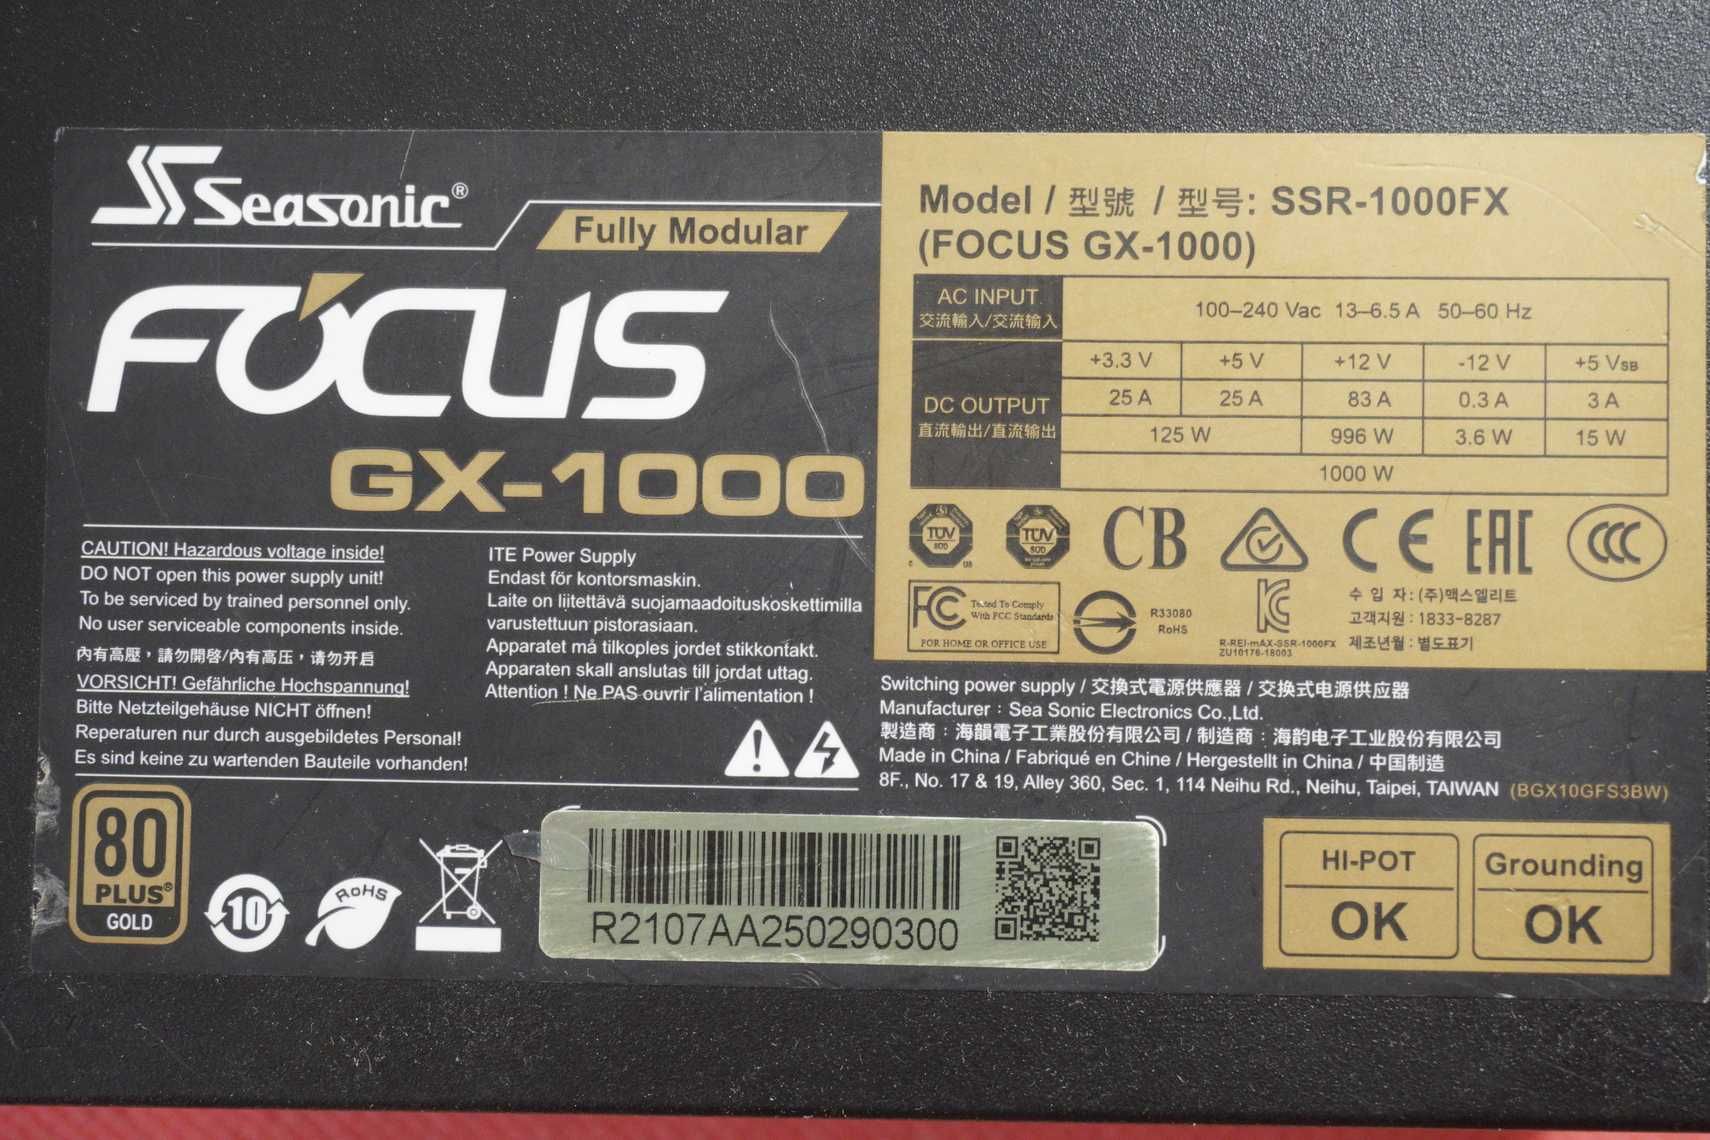 Seasonic®
Fully Modular
FOCUS
GX-1000
CAUTION! Hazardous voltage inside!
DO NOT open this power supply unit!
To be serviced by trained personnel only.
No user serviceable components inside.
內有高壓，請勿開啓/内有高压，请勿开启
VORSICHT! Gefährliche Hochspannung!
Bitte Netzteilgehäuse NICHT öffnen!
Reperaturen nur durch ausgebildetes Personal!
Es sind keine zu wartenden Bauteile vorhanden!
ITE Power Supply
Endast för kontorsmaskin.
Laite on liitettävä suojamaadoituskoskettimilla
varustettuun pistorasiaan.
Apparatet må tilkoples jordet stikkontakt.
Apparaten skall anslutas till jordat uttag.
Attention ! Ne PAS ouvrir l'alimentation !
80
PLUS®
GOLD
10
RoHS
R2107AA250290300
Model / 型號 / 型号: SSR-1000FX
(FOCUS GX-1000)
AC INPUT
交流輸入/交流输入
100–240 Vac 13–6.5 A 50–60 Hz
DC OUTPUT
直流輸出/直流输出
+3.3 V +5 V +12 V -12 V +5 VSB
25 A 25 A 83 A 0.3 A 3 A
125 W 996 W 3.6 W 15 W
1000 W
TÜV SÜD
TÜV SÜD
CB
CE
EAC
CCC
FC
Tested To Comply
With FCC Standards
FOR HOME OR OFFICE USE
R33080
RoHS
KC
R-REI-mAX-SSR-1000FX
ZU10176-18003
수 입 자 : (주)맥스엘리트
고객지원 : 1833-8287
제조년월 : 별도표기
Switching power supply / 交換式電源供應器 / 交换式电源供应器
Manufacturer : Sea Sonic Electronics Co.,Ltd.
製造商 : 海韻電子工業股份有限公司 / 制造商 : 海韵电子工业股份有限公司
Made in China / Fabriqué en Chine / Hergestellt in China / 中国制造
8F., No. 17 & 19, Alley 360, Sec. 1, 114 Neihu Rd., Neihu, Taipei, TAIWAN (BGX10GFS3BW)
HI-POT
OK
Grounding
OK